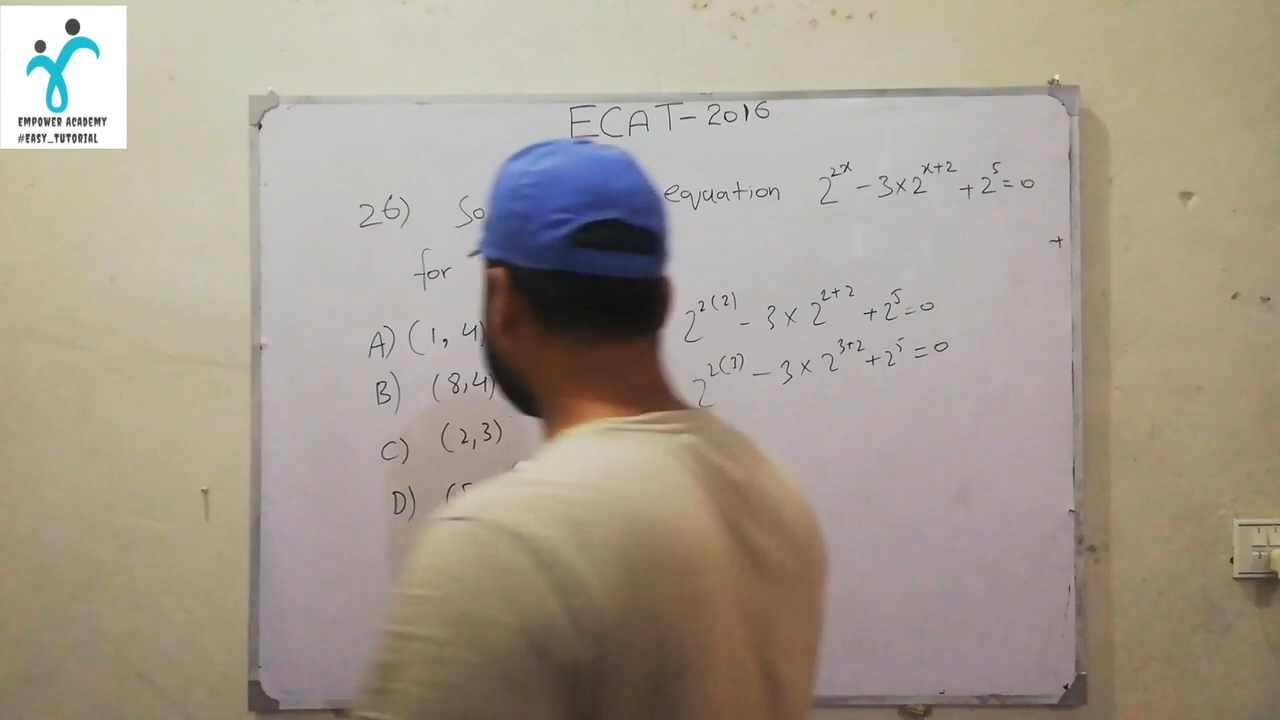 EMPOWER ACADEMY
#EASY_TUTORIAL
ECAT-2016
26) So equation 2^{2x} - 3×2^{x+2} + 2^5 = 0
for
A) (1, 4) 2^{2(2)} - 3×2^{2+2} + 2^5 = 0
B) (8,4) 2^{2(3)} - 3×2^{3+2} + 2^5 = 0
C) (2,3)
D) (5